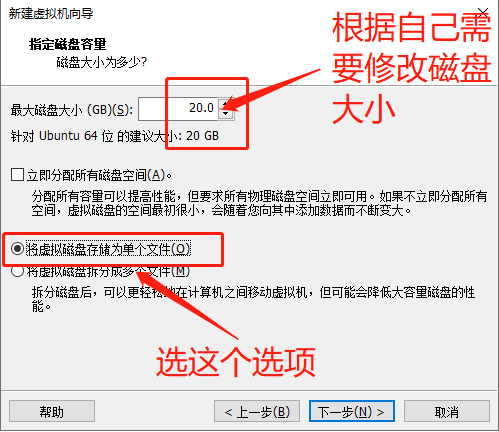 新建虚拟机向导
指定磁盘容量
磁盘大小为多少?
根据自己需
要修改磁盘
大小
最大磁盘大小 (GB)(S):
20.0
针对 Ubuntu 64 位 的建议大小: 20 GB
立即分配所有磁盘空间(A)。
分配所有容量可以提高性能，但要求所有物理磁盘空间立即可用。如果不立即分配所有
空间，虚拟磁盘的空间最初很小，会随着您向其中添加数据而不断变大。
将虚拟磁盘存储为单个文件(O)
将虚拟磁盘拆分成多个文件(M)
拆分磁盘后，可以更轻松地在计算机之间移动虚拟机，但可能会降低大容量磁盘的性
能。
选这个选项
帮助
< 上一步(B)
下一步(N) >
取消